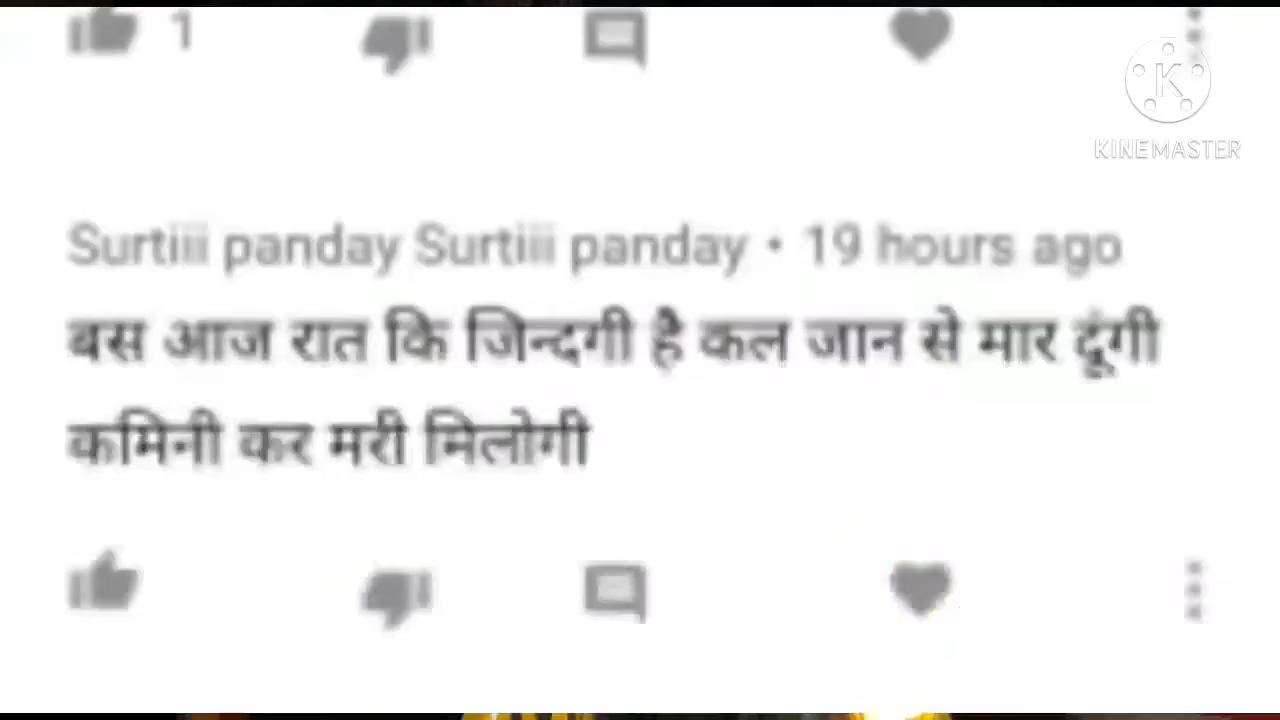 1
KINEMASTER
Surtiii panday Surtiii panday • 19 hours ago
बस आज रात कि जिन्दगी है कल जान से मार दूंगी
कमिनी कर मरी मिलोगी